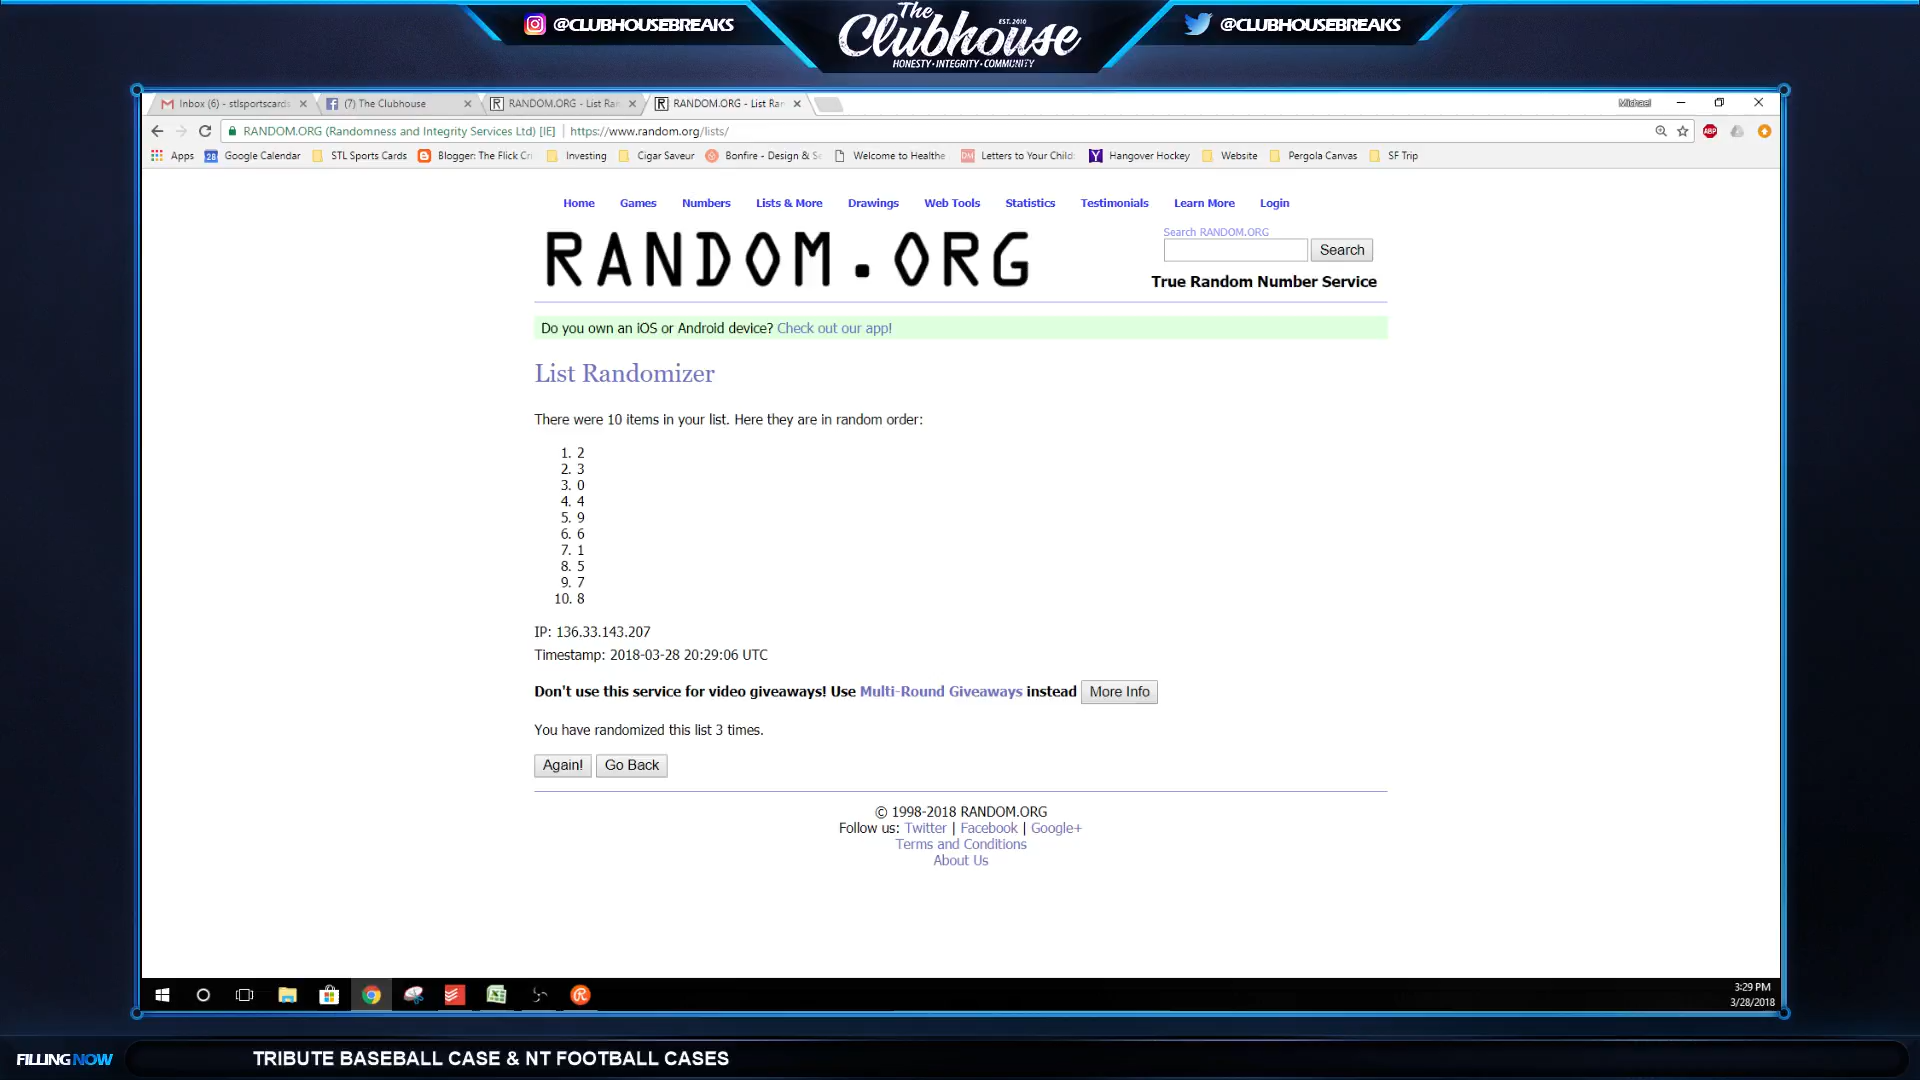 @CLUBHOUSEBREAKS
The Clubhouse
EST. 2010
HONESTY • INTEGRITY • COMMUNITY
@CLUBHOUSEBREAKS
Inbox (6) - stlsportscards
(7) The Clubhouse
RANDOM.ORG - List Ran
RANDOM.ORG - List Ran
Michael
RANDOM.ORG (Randomness and Integrity Services Ltd) [IE]
https://www.random.org/lists/
ABP
Apps
28
Google Calendar
STL Sports Cards
Blogger: The Flick Cri
Investing
Cigar Saveur
Bonfire - Design & Se
Welcome to Healthe
DM
Letters to Your Child:
Y
Hangover Hockey
Website
Pergola Canvas
SF Trip
Home Games Numbers Lists & More Drawings Web Tools Statistics Testimonials Learn More Login
RANDOM.ORG
Search RANDOM.ORG
Search
True Random Number Service
Do you own an iOS or Android device? Check out our app!
List Randomizer
There were 10 items in your list. Here they are in random order:
1. 2
2. 3
3. 0
4. 4
5. 9
6. 6
7. 1
8. 5
9. 7
10. 8
IP: 136.33.143.207
Timestamp: 2018-03-28 20:29:06 UTC
Don't use this service for video giveaways! Use Multi-Round Giveaways instead More Info
You have randomized this list 3 times.
Again! Go Back
© 1998-2018 RANDOM.ORG
Follow us: Twitter | Facebook | Google+
Terms and Conditions
About Us
3:29 PM
3/28/2018
FILLING NOW
TRIBUTE BASEBALL CASE & NT FOOTBALL CASES